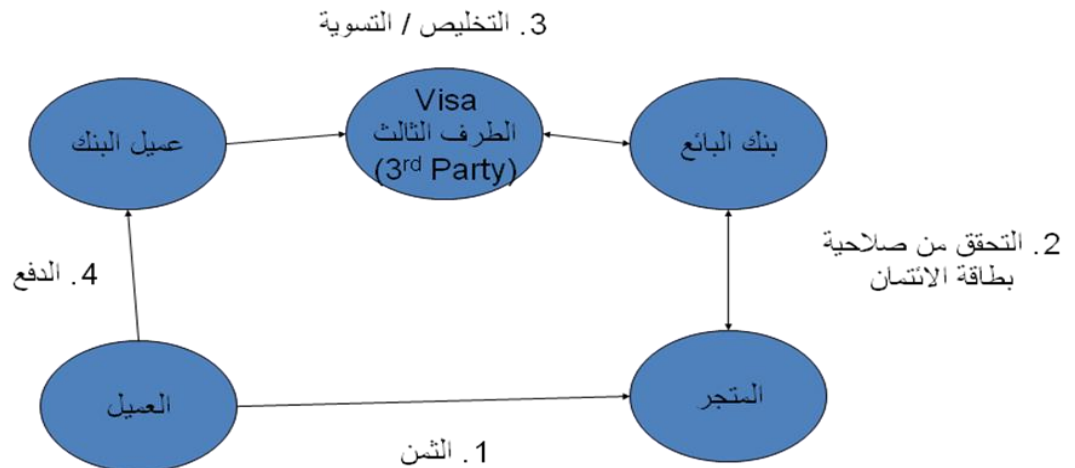 3. التخليص / التسوية
Visa
الطرف الثالث
(3rd Party)
عميل البنك
بنك البائع
2. التحقق من صلاحية
بطاقة الائتمان
4. الدفع
العميل
المتجر
1. الثمن